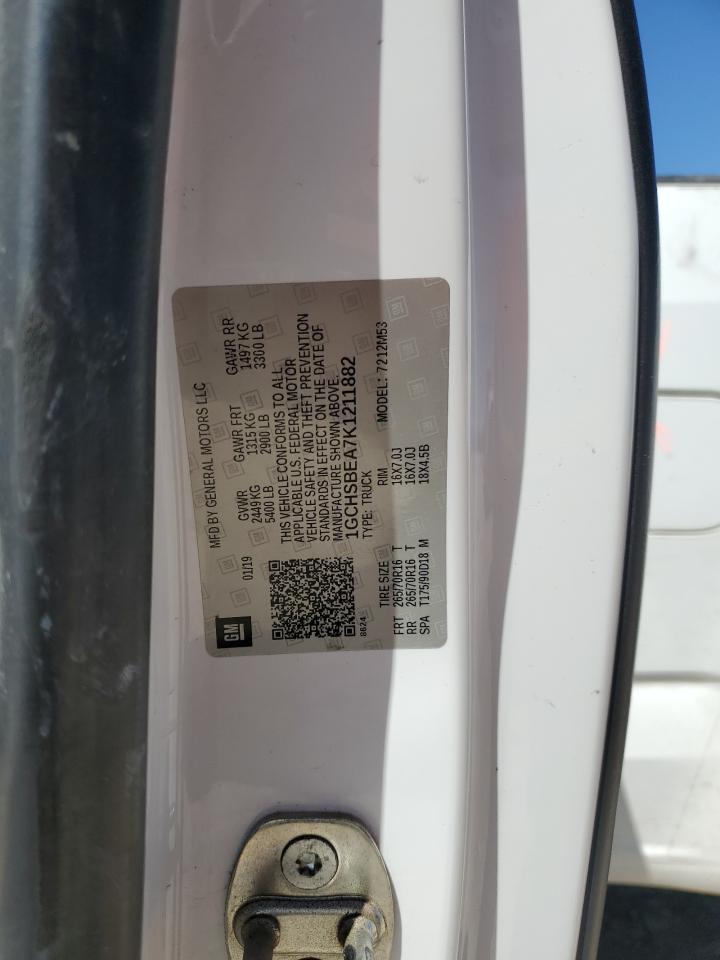 GM
MFD BY GENERAL MOTORS LLC
01/19
GVWR GAWR FRT GAWR RR
2449 KG 1315 KG 1497 KG
5400 LB 2900 LB 3300 LB
THIS VEHICLE CONFORMS TO ALL
APPLICABLE U.S. FEDERAL MOTOR
VEHICLE SAFETY AND THEFT PREVENTION
STANDARDS IN EFFECT ON THE DATE OF
MANUFACTURE SHOWN ABOVE.
1GCHSBEA7K1211882
8624 TYPE: TRUCK MODEL: 7212M53
TIRE SIZE RIM
FRT 265/70R16 T 16X7.0J
RR 265/70R16 T 16X7.0J
SPA T175/90D18 M 18X4.5B